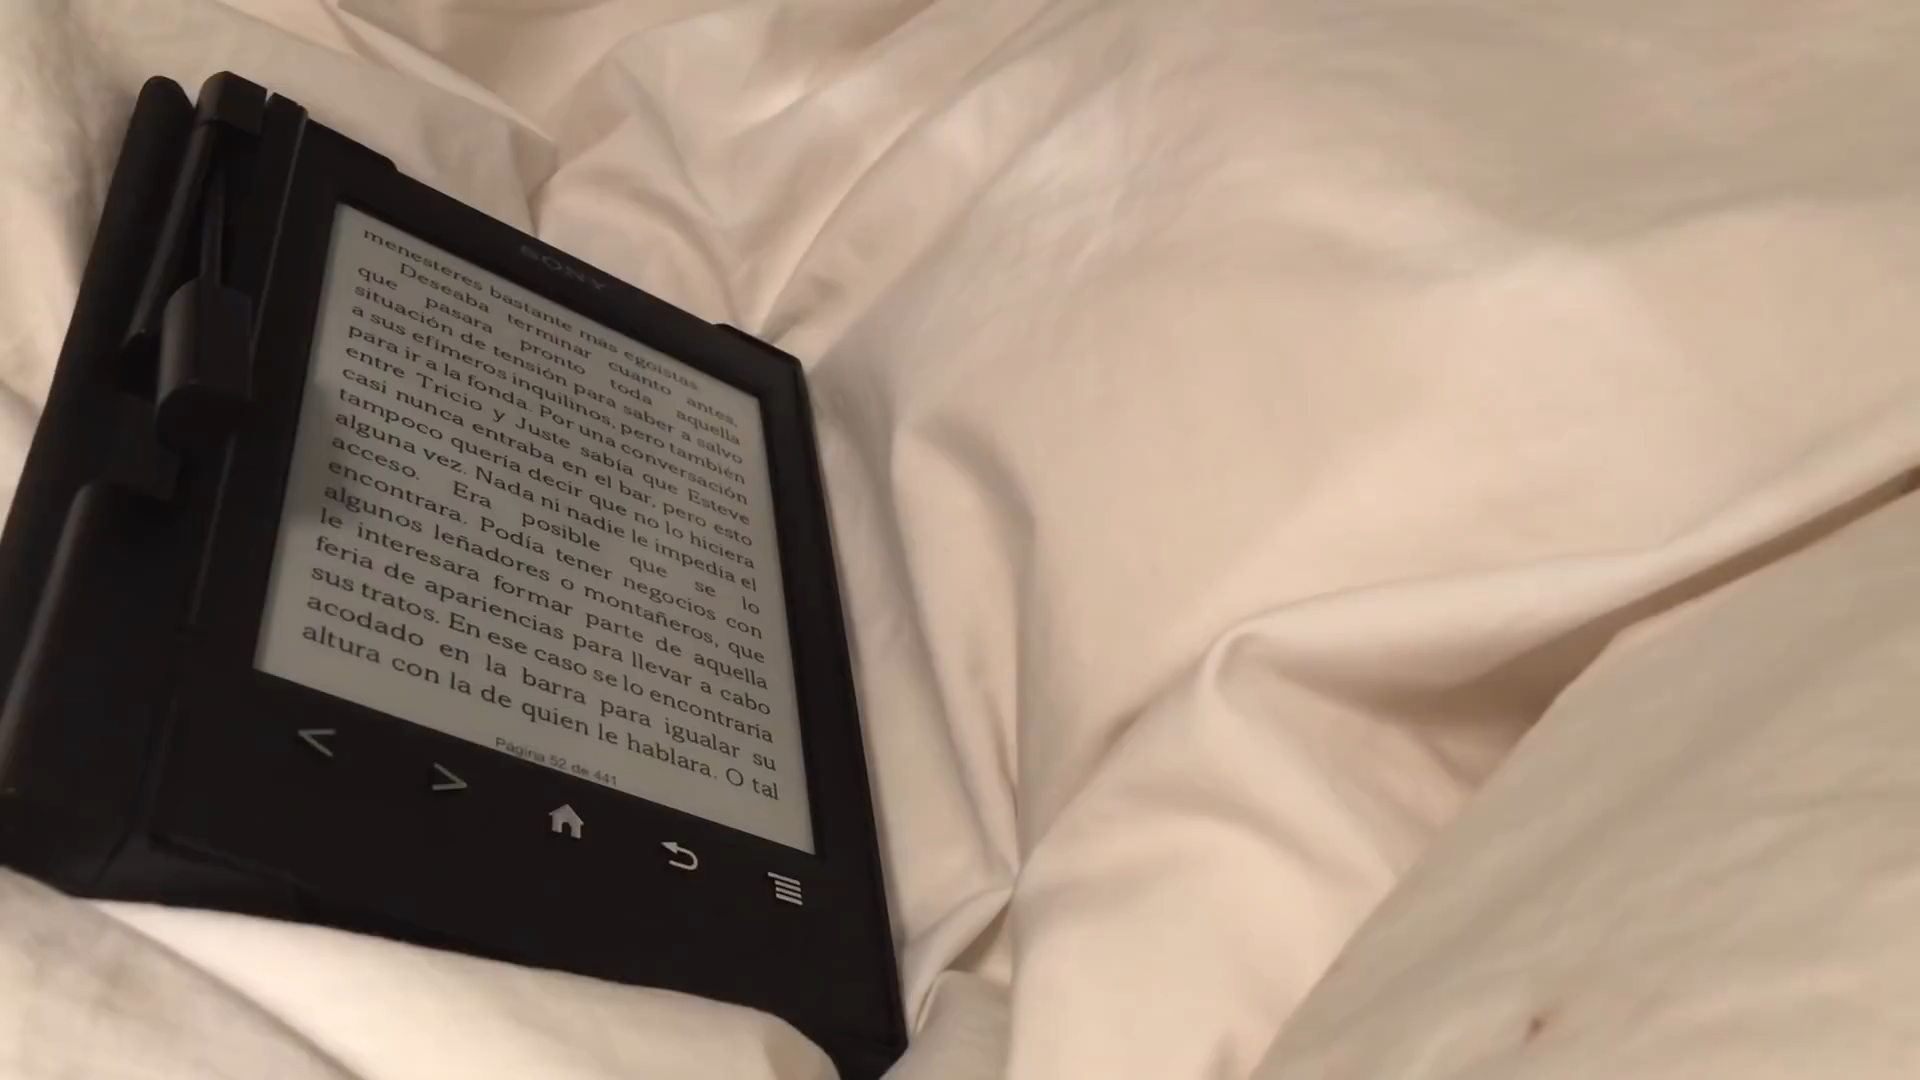 SONY
menesteres bastante más egoístas
Deseaba terminar cuanto antes,
que pasara pronto toda aquella
situación de tensión para saber a salvo
a sus efímeros inquilinos, pero también
para ir a la fonda. Por una conversación
entre Tricio y Juste sabía que Esteve
casi nunca entraba en el bar, pero esto
tampoco quería decir que no lo hiciera
alguna vez. Nada ni nadie le impedía el
acceso. Era posible que se lo
encontrara. Podía tener negocios con
algunos leñadores o montañeros, que
le interesara formar parte de aquella
feria de apariencias para llevar a cabo
sus tratos. En ese caso se lo encontraría
acodado en la barra para igualar su
altura con la de quien le hablara. O tal
Página 52 de 441